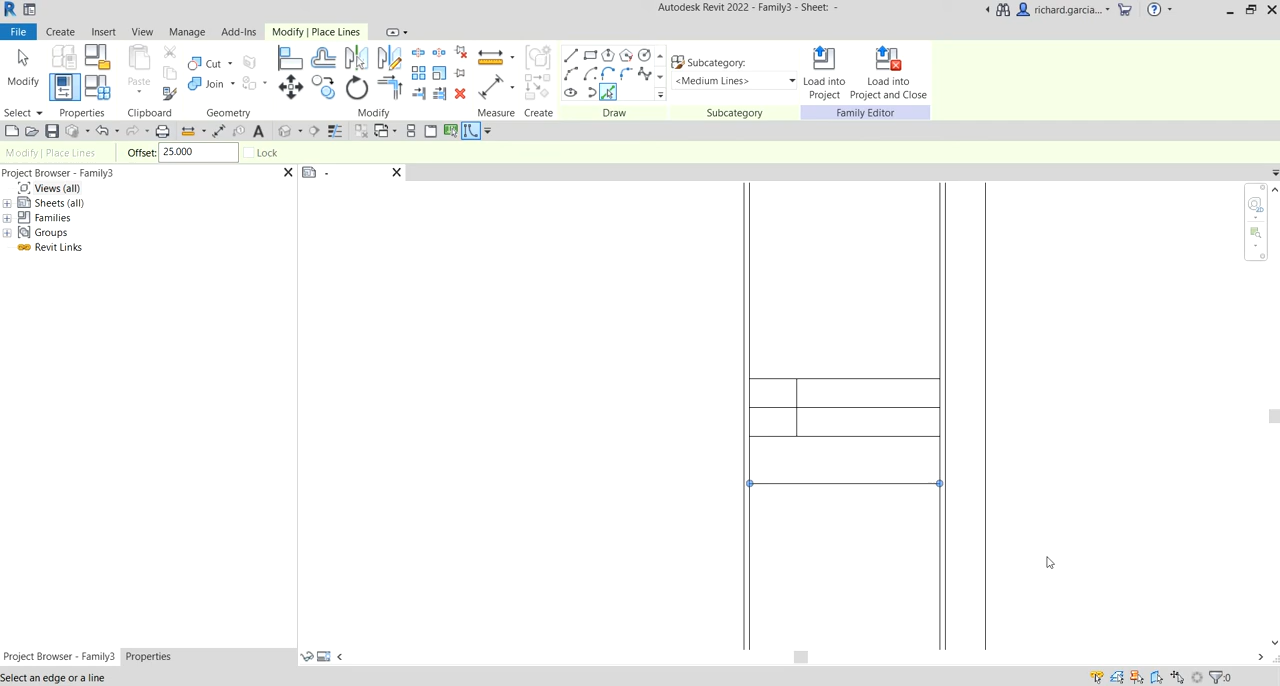 Autodesk Revit 2022 - Family3 - Sheet: -
richard.garcia...
File Create Insert View Manage Add-Ins Modify | Place Lines
Modify
Paste
Cut
Join
Subcategory:
<Medium Lines>
Load into Project
Load into Project and Close
Select Properties Clipboard Geometry Modify Measure Create Draw Subcategory Family Editor
Modify | Place Lines Offset: 25.000 Lock
Project Browser - Family3
-
Views (all)
Sheets (all)
Families
Groups
Revit Links
Project Browser - Family3 Properties
Select an edge or a line
:0